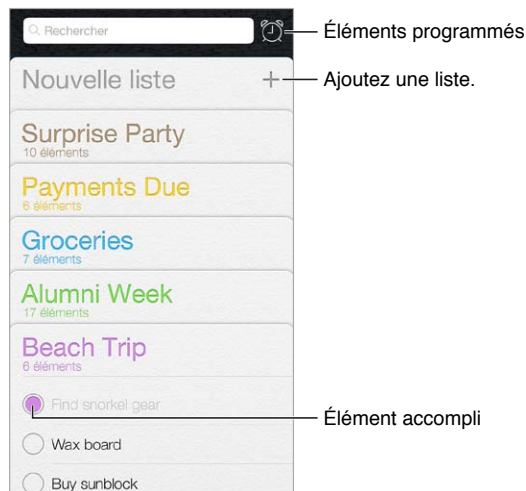 Rechercher
Éléments programmés
Nouvelle liste
Ajoutez une liste.
Surprise Party
10 éléments
Payments Due
6 éléments
Groceries
7 éléments
Alumni Week
17 éléments
Beach Trip
6 éléments
Find snorkel gear
Élément accompli
Wax board
Buy sunblock